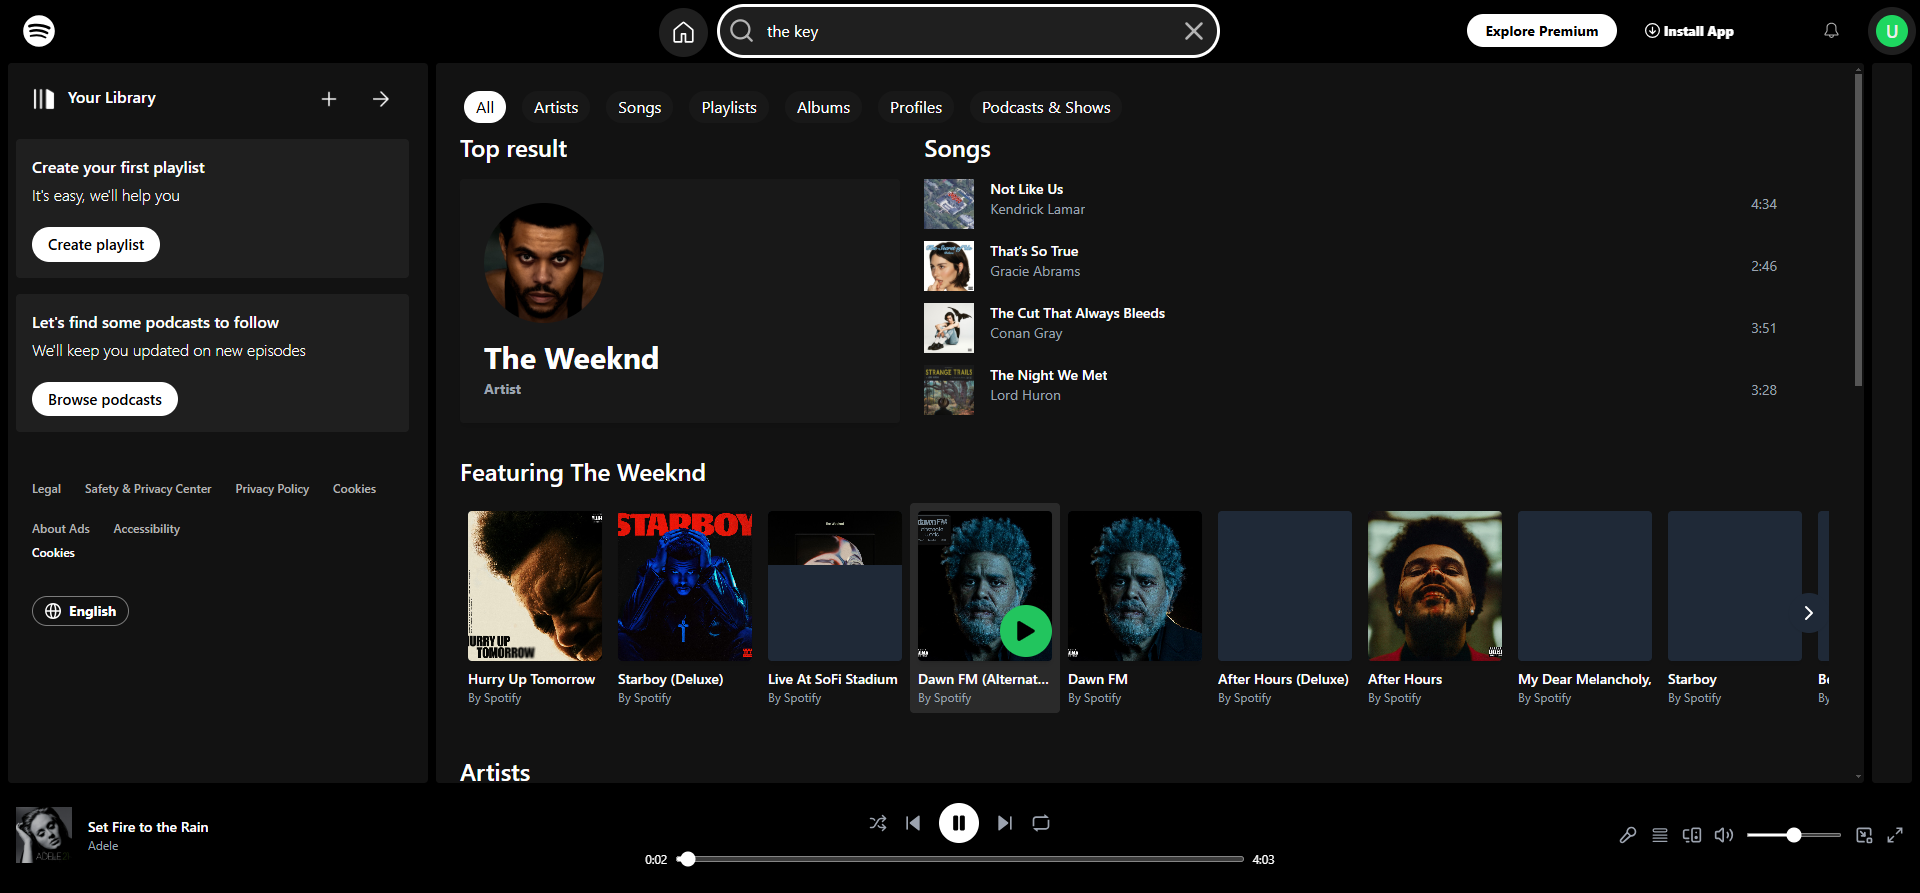 the key
Explore Premium
Install App
U
Your Library
Create your first playlist
It's easy, we'll help you
Create playlist
Let's find some podcasts to follow
We'll keep you updated on new episodes
Browse podcasts
Legal Safety & Privacy Center Privacy Policy Cookies
About Ads Accessibility
Cookies
English
All Artists Songs Playlists Albums Profiles Podcasts & Shows
Top result
The Weeknd
Artist
Songs
Not Like Us
Kendrick Lamar
4:34
That's So True
Gracie Abrams
2:46
The Cut That Always Bleeds
Conan Gray
3:51
STRANGE TRAILS
The Night We Met
Lord Huron
3:28
Featuring The Weeknd
HURRY UP
TOMORROW
STARBOY
Hurry Up Tomorrow
By Spotify
Starboy (Deluxe)
By Spotify
Live At SoFi Stadium
By Spotify
Dawn FM (Alternat...
By Spotify
Dawn FM
By Spotify
After Hours (Deluxe)
By Spotify
After Hours
By Spotify
My Dear Melancholy,
By Spotify
Starboy
By Spotify
By
Artists
ADELE
Set Fire to the Rain
Adele
0:02
4:03